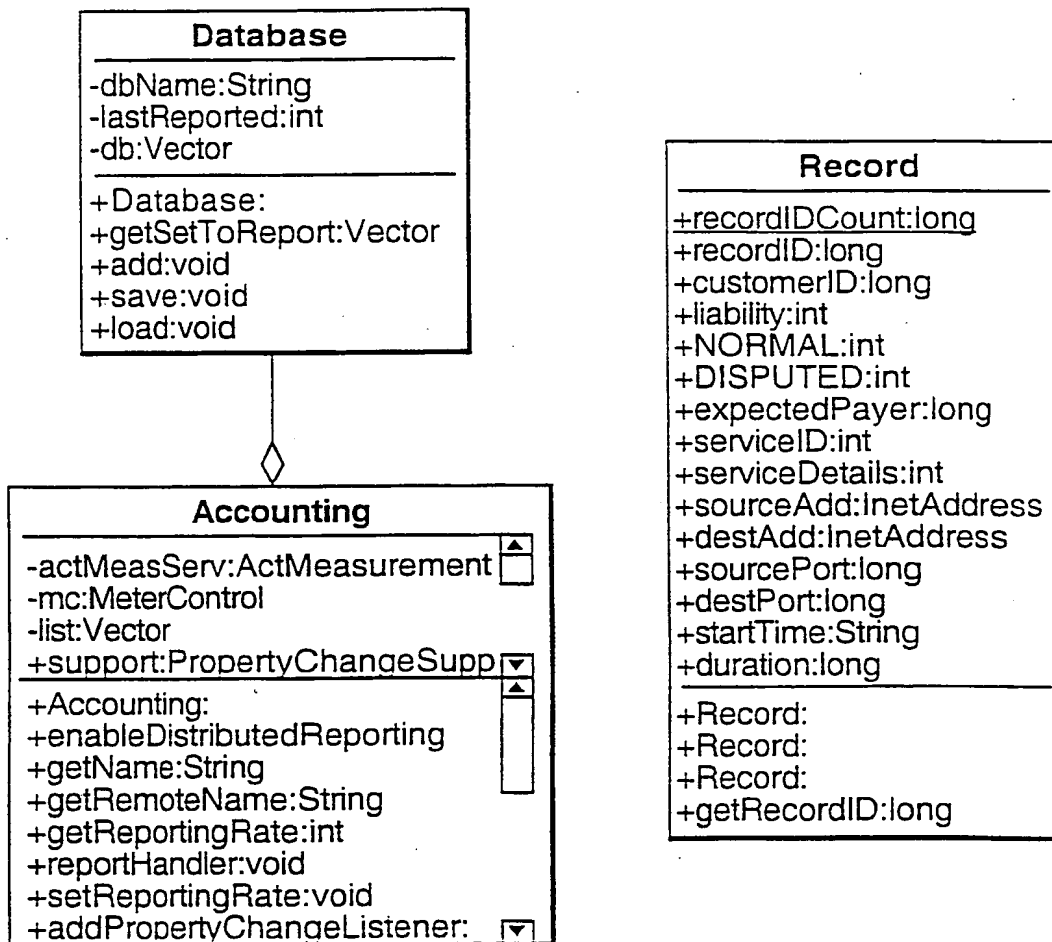 Database
-dbName:String
-lastReported:int
-db:Vector
+Database:
+getSetToReport:Vector
+add:void
+save:void
+load:void
Accounting
-actMeasServ:ActMeasurement
-mc:MeterControl
-list:Vector
+support:PropertyChangeSupp
+Accounting:
+enableDistributedReporting
+getName:String
+getRemoteName:String
+getReportingRate:int
+reportHandler:void
+setReportingRate:void
+addPropertyChangeListener:
Record
+recordIDCount:long
+recordID:long
+customerID:long
+liability:int
+NORMAL:int
+DISPUTED:int
+expectedPayer:long
+serviceID:int
+serviceDetails:int
+sourceAdd:InetAddress
+destAdd:InetAddress
+sourcePort:long
+destPort:long
+startTime:String
+duration:long
+Record:
+Record:
+Record:
+getRecordID:long